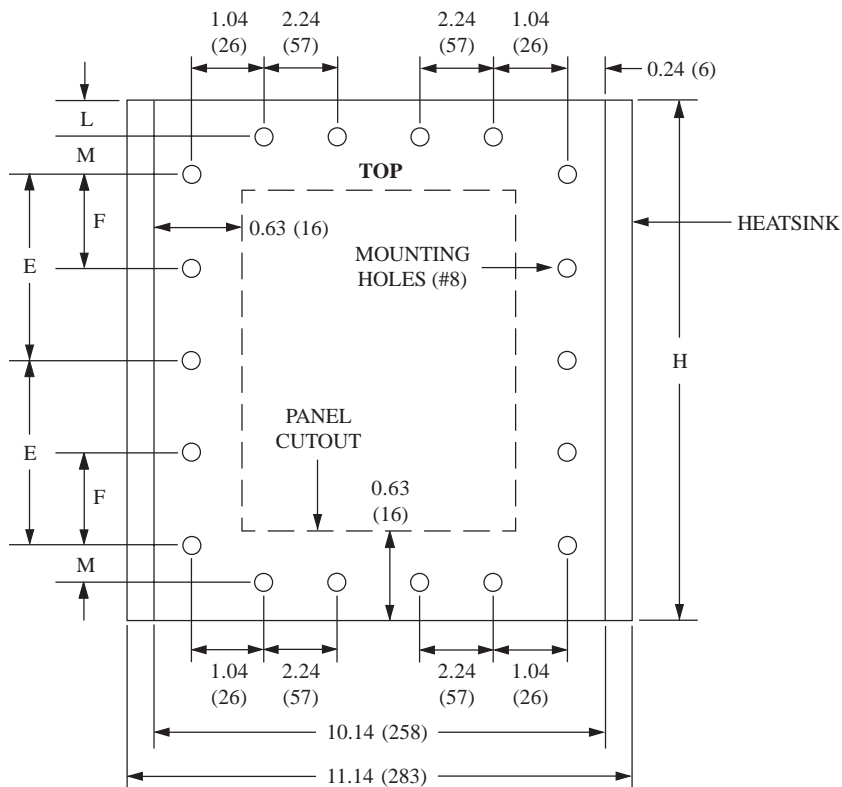 1.04
(26)
2.24
(57)
2.24
(57)
1.04
(26)
0.24 (6)
L
M
TOP
F
0.63 (16)
HEATSINK
E
MOUNTING
HOLES (#8)
H
PANEL
CUTOUT
E
0.63
(16)
F
M
1.04
(26)
2.24
(57)
2.24
(57)
1.04
(26)
10.14 (258)
11.14 (283)